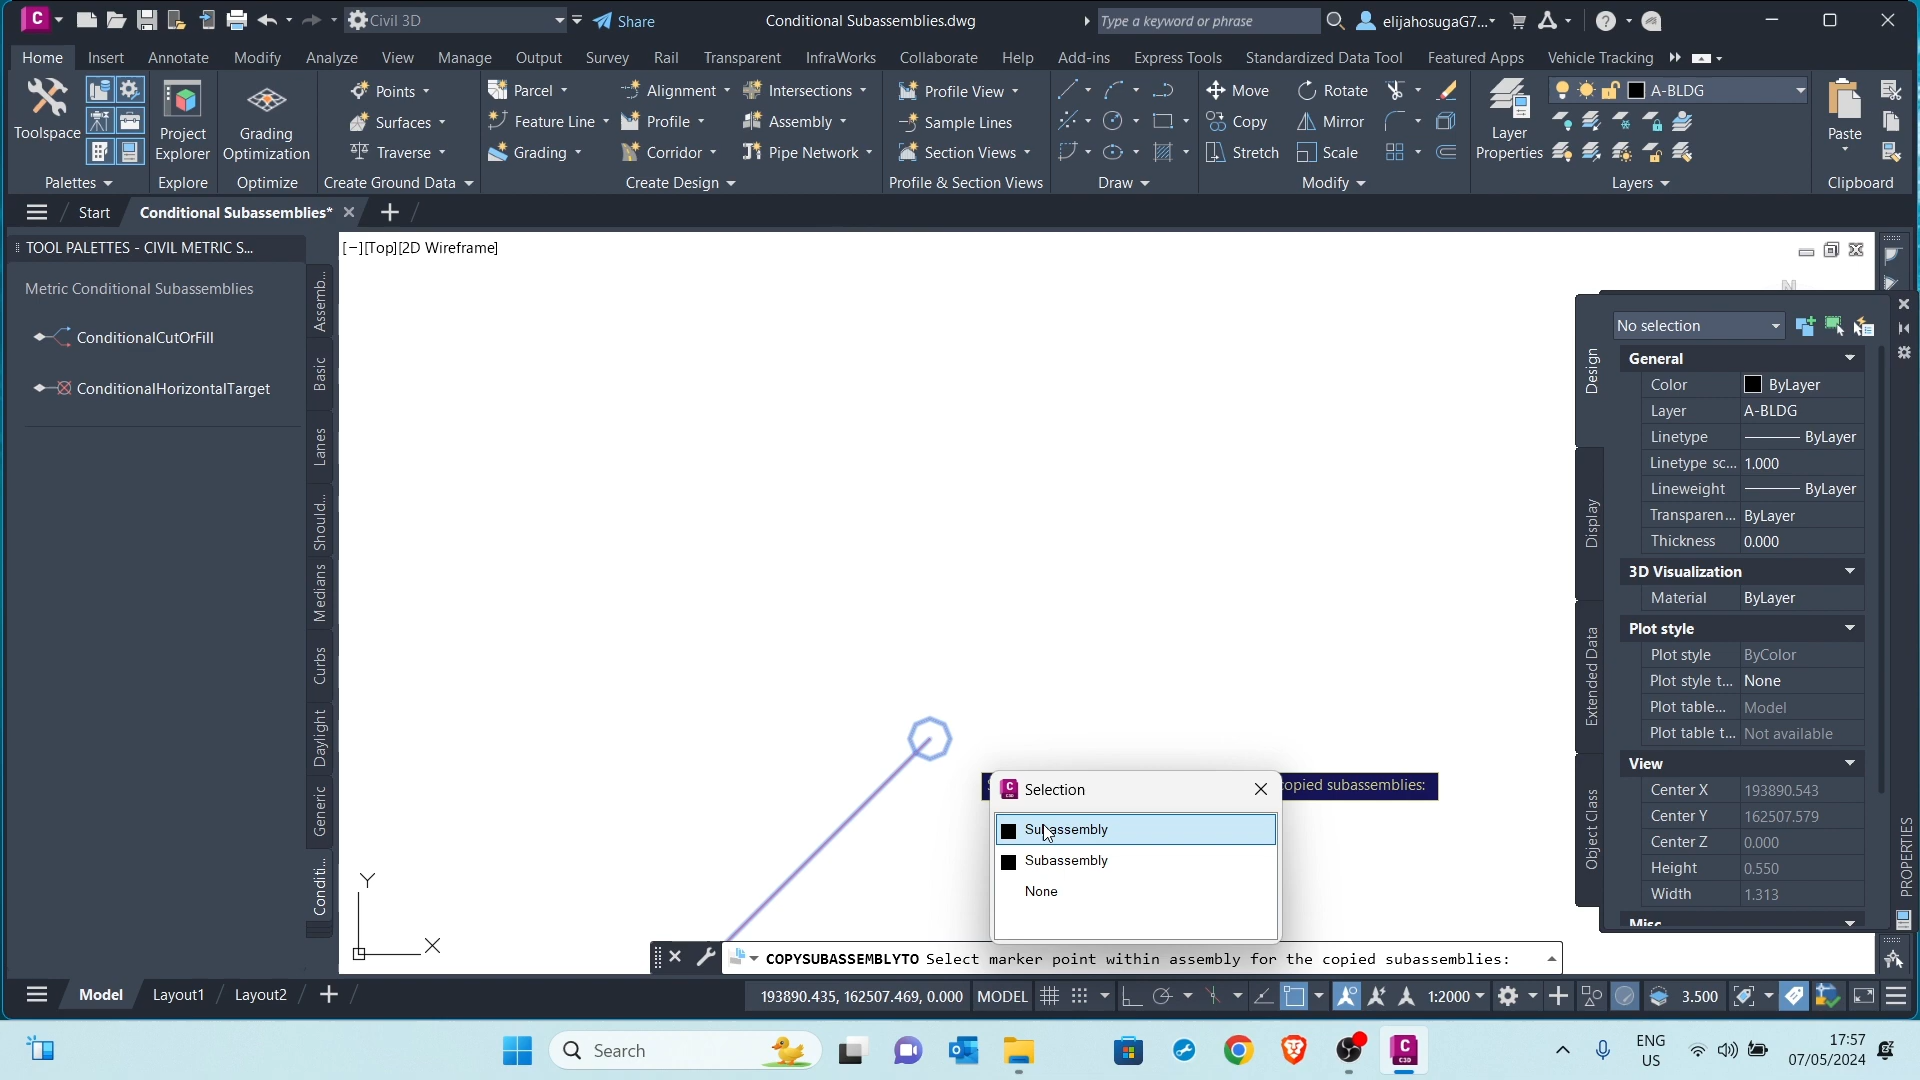 Civil 3D
Share
Conditional Subassemblies.dwg
Type a keyword or phrase
elijahosugaG7...
Home
Insert
Annotate
Modify
Analyze
View
Manage
Output
Survey
Rail
Transparent
InfraWorks
Collaborate
Help
Add-ins
Express Tools
Standardized Data Tool
Featured Apps
Vehicle Tracking
Toolspace
Project Explorer
Grading Optimization
Points
Surfaces
Traverse
Parcel
Feature Line
Grading
Alignment
Profile
Corridor
Intersections
Assembly
Pipe Network
Profile View
Sample Lines
Section Views
Move
Copy
Stretch
Rotate
Mirror
Scale
Layer Properties
A-BLDG
Paste
Palettes
Explore
Optimize
Create Ground Data
Create Design
Profile & Section Views
Draw
Modify
Layers
Clipboard
Start
Conditional Subassemblies*
TOOL PALETTES - CIVIL METRIC S...
Metric Conditional Subassemblies
ConditionalCutOrFill
ConditionalHorizontalTarget
Assemb...
Basic
Lanes
Should...
Medians
Curbs
Daylight
Generic
Conditi...
[−][Top][2D Wireframe]
N
Y
X
copied subassemblies:
Selection
Subassembly
Subassembly
None
COPYSUBASSEMBLYTO Select marker point within assembly for the copied subassemblies:
Design
Display
Extended Data
Object Class
PROPERTIES
No selection
General
Color ByLayer
Layer A-BLDG
Linetype ByLayer
Linetype sc... 1.000
Lineweight ByLayer
Transparen... ByLayer
Thickness 0.000
3D Visualization
Material ByLayer
Plot style
Plot style ByColor
Plot style t... None
Plot table... Model
Plot table t... Not available
View
Center X 193890.543
Center Y 162507.579
Center Z 0.000
Height 0.550
Width 1.313
Misc
Model
Layout1
Layout2
193890.435, 162507.469, 0.000
MODEL
1:2000
3.500
Search
ENG
US
17:57
07/05/2024